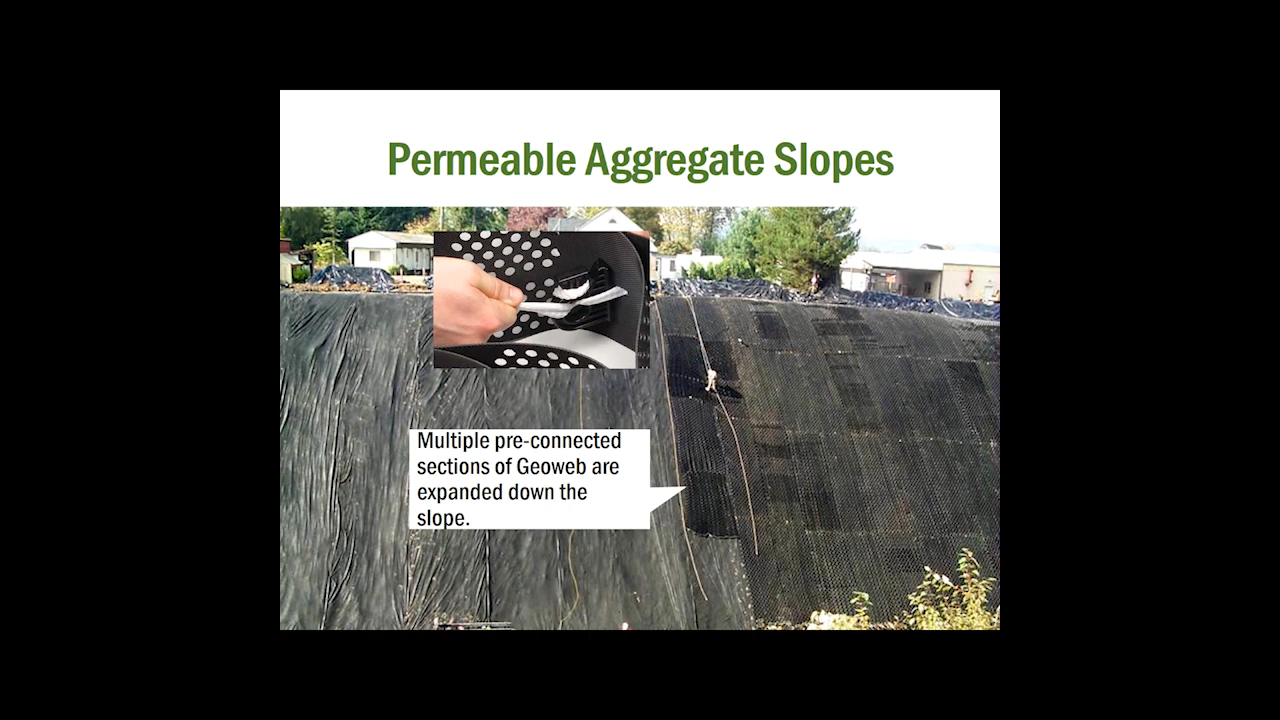 Permeable Aggregate Slopes
Multiple pre-connected
sections of Geoweb are
expanded down the
slope.